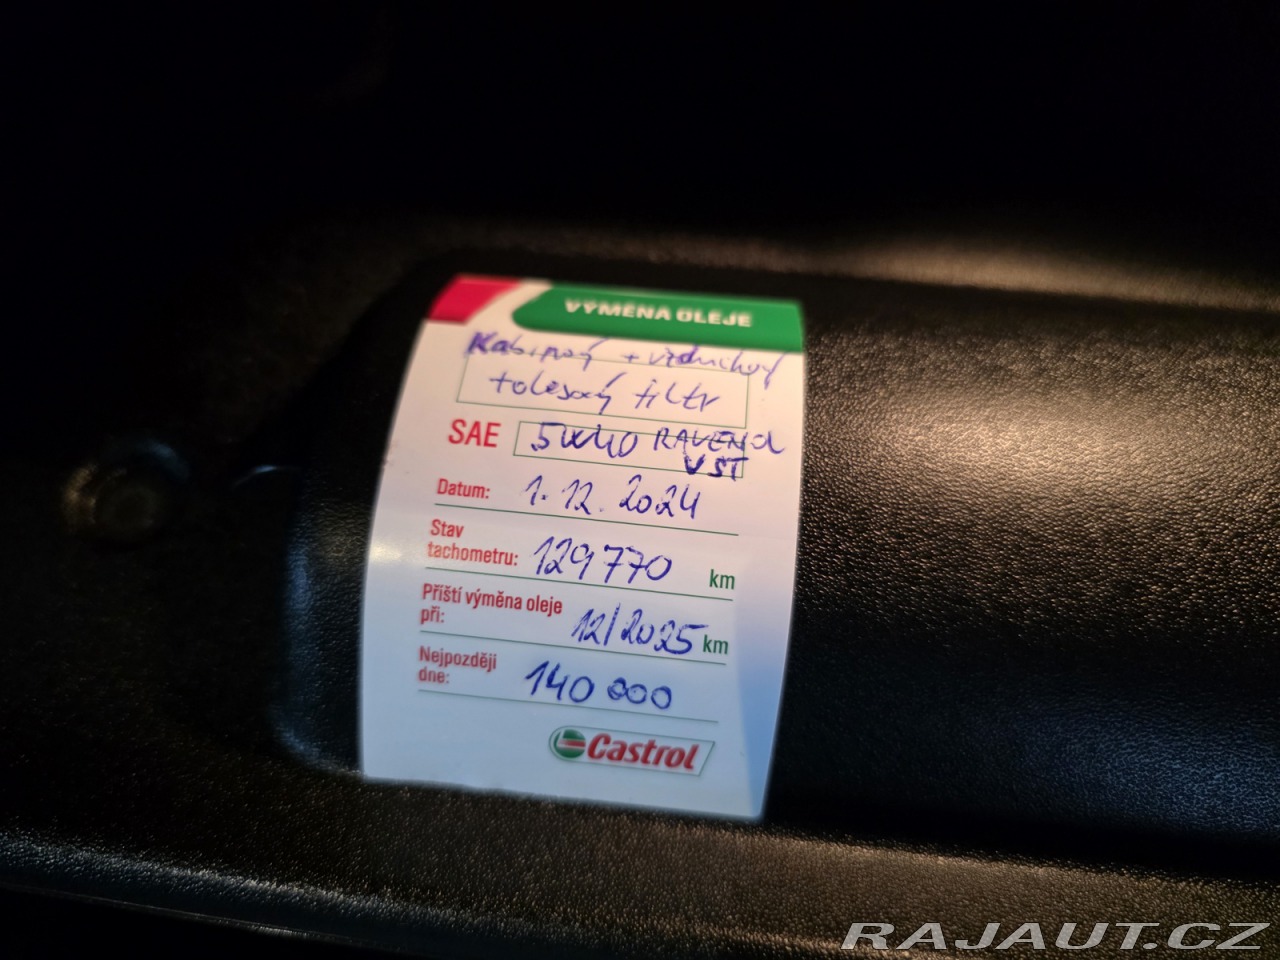 VÝMĚNA OLEJE
Kabinový + vzduchový
+ olejový filtr
SAE 5W40 RAVENOL
VST
Datum: 1. 12. 2024
Stav
tachometru: 129770 km
Příští výměna oleje
při: 12/2025 km
Nejpozději
dne: 140 000
Castrol
RAJAUT.CZ